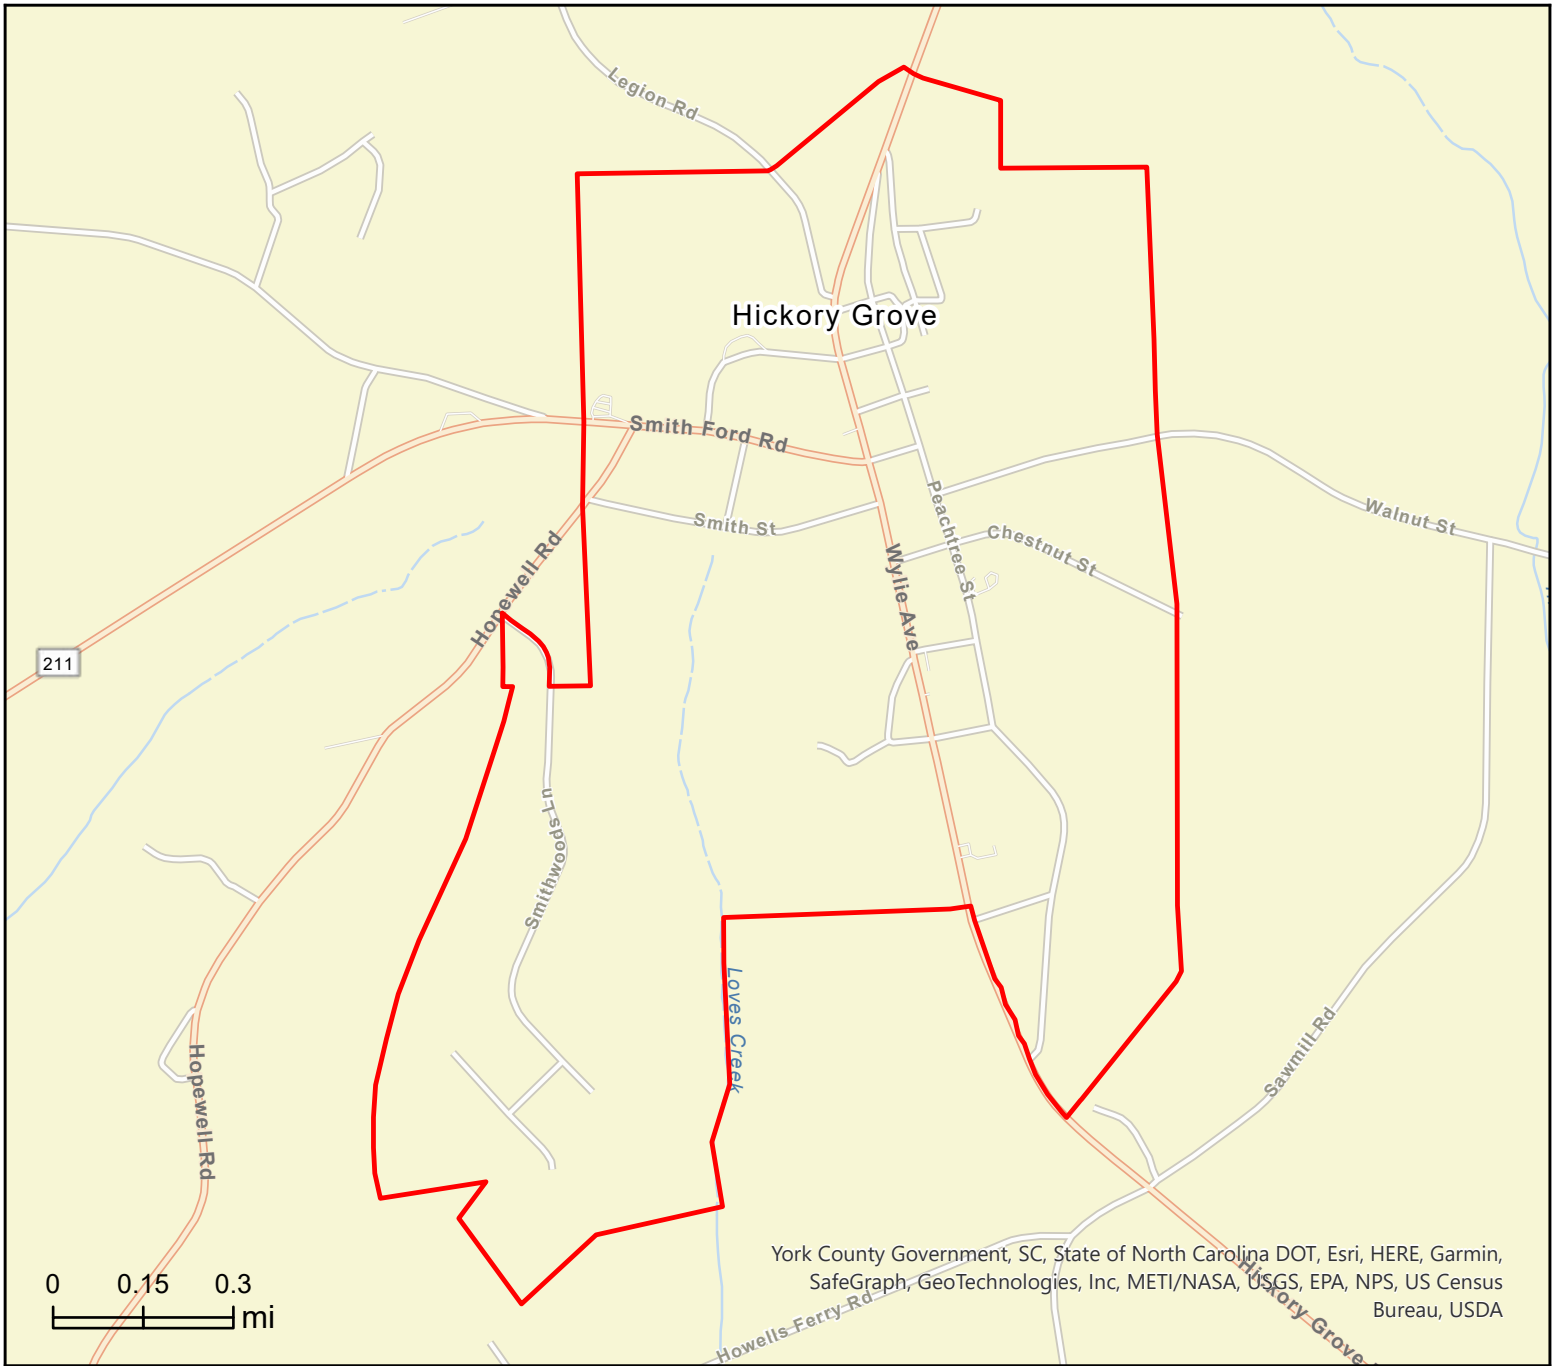 Legion Rd
Hickory Grove
Smith Ford Rd
Smith St
Peachtree St
Chestnut St
Walnut St
Hopewell Rd
Wylie Ave
211
Smithwoods Ln
Loves Creek
Sawmill Rd
Hopewell Rd
York County Government, SC, State of North Carolina DOT, Esri, HERE, Garmin,
SafeGraph, GeoTechnologies, Inc, METI/NASA, USGS, EPA, NPS, US Census
Bureau, USDA
Hickory Grove
Howells Ferry Rd
0 0.15 0.3
mi